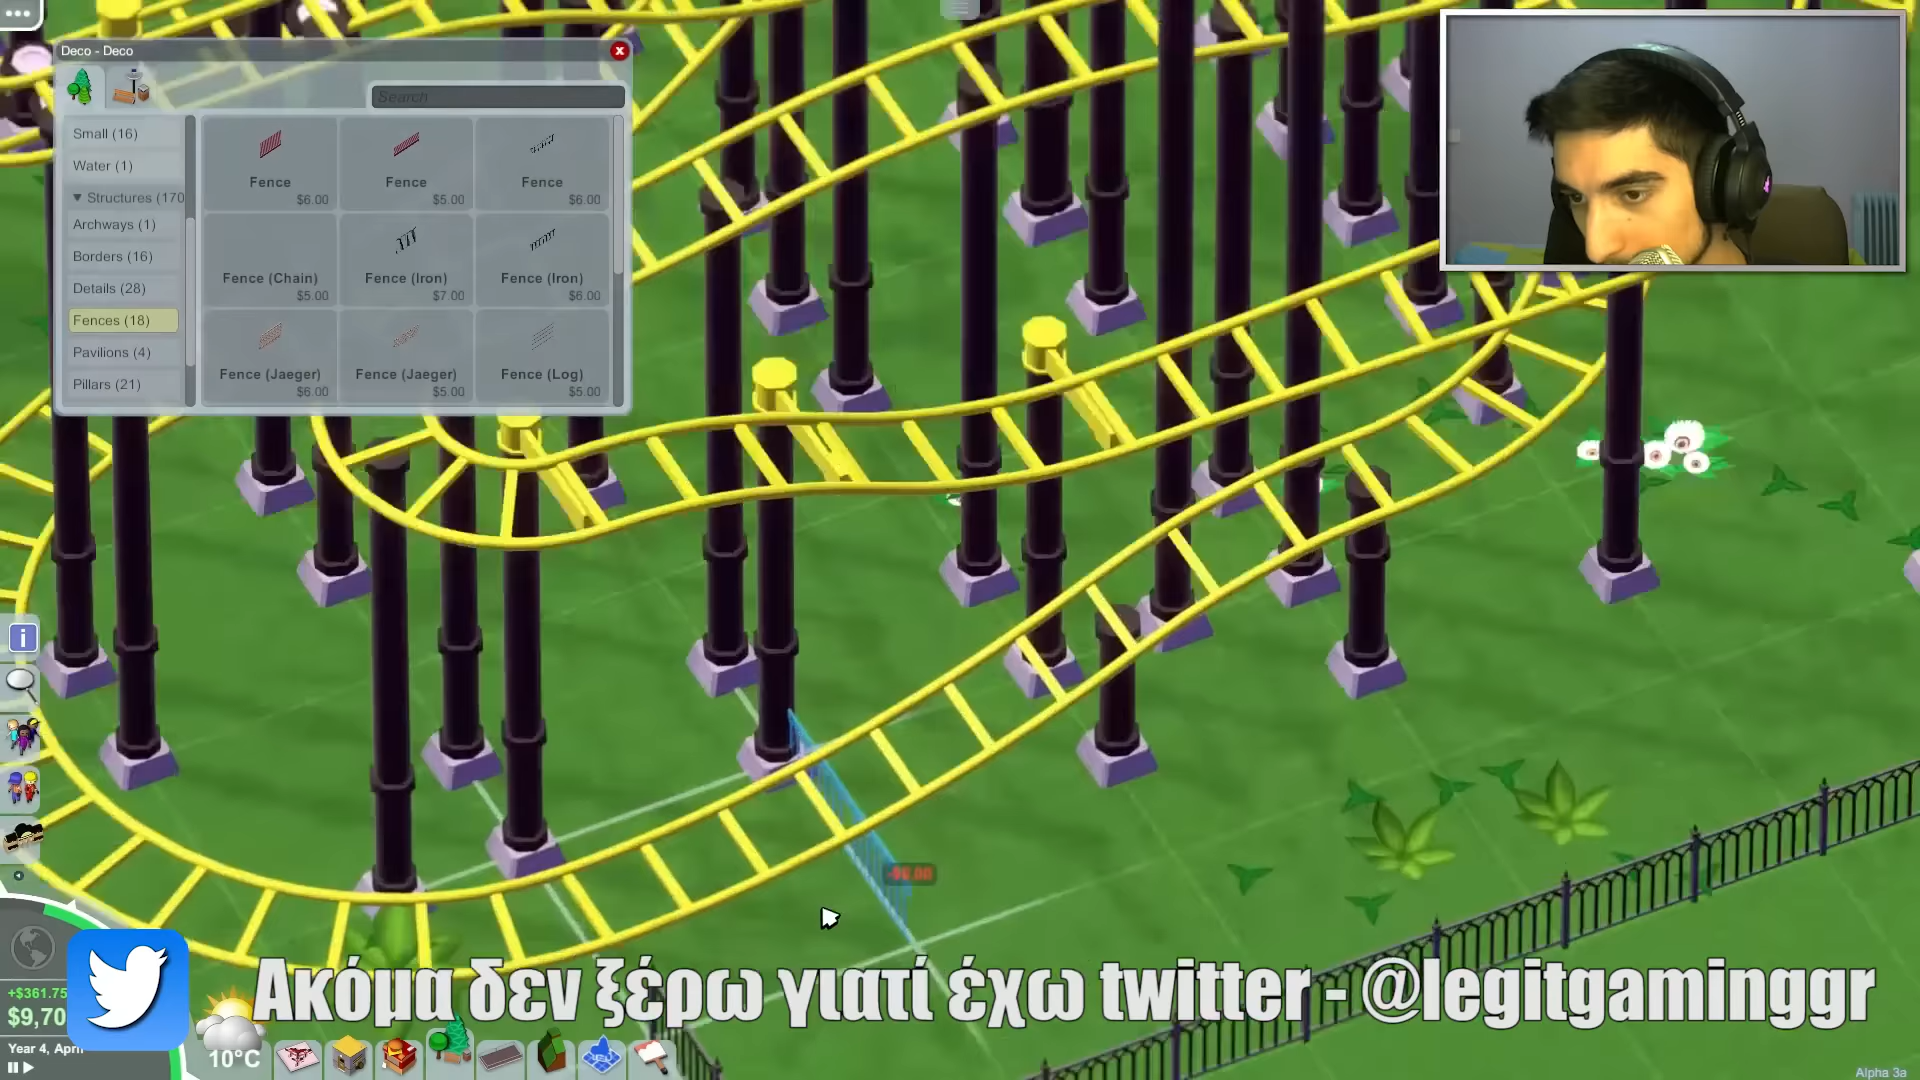 Deco - Deco
Search
Small (16)
Water (1)
▼ Structures (170
Archways (1)
Borders (16)
Details (28)
Fences (18)
Pavilions (4)
Pillars (21)
Fence
$6.00
Fence
$5.00
Fence
$6.00
Fence (Chain)
$5.00
Fence (Iron)
$7.00
Fence (Iron)
$6.00
Fence (Jaeger)
$6.00
Fence (Jaeger)
$5.00
Fence (Log)
$5.00
Ακόμα δεν ξέρω γιατί έχω twitter - @legitgaminggr
+$361.75
$9,70
Year 4, April
10°C
Alpha 3a